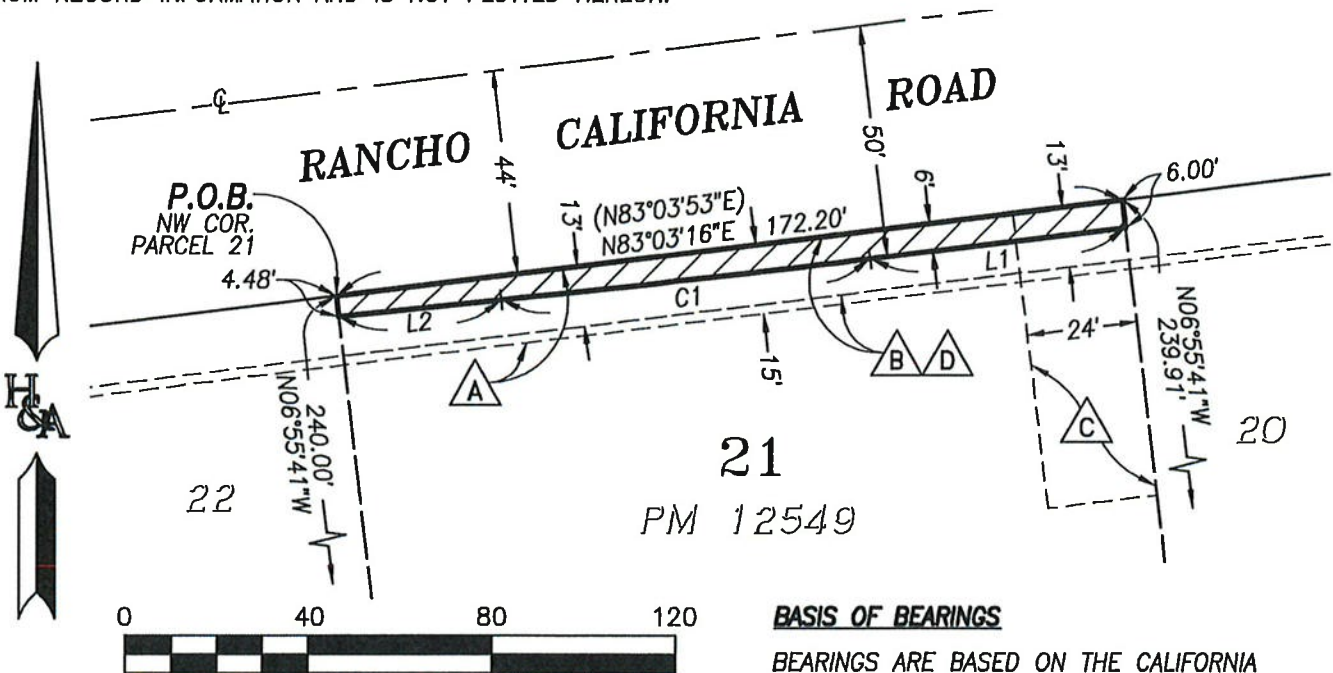 ROAD
CALIFORNIA
RANCHO
℄
44'
50'
P.O.B.
NW COR.
PARCEL 21
13'
(N83°03'53"E)
N83°03'16"E
172.20'
6'
13'
6.00'
4.48'
L2
C1
L1
A
15'
B
D
24'
C
N06°55'41"W
239.91'
240.00'
N06°55'41"W
H&A
22
21
20
PM 12549
0 40 80 120
BASIS OF BEARINGS
BEARINGS ARE BASED ON THE CALIFORNIA